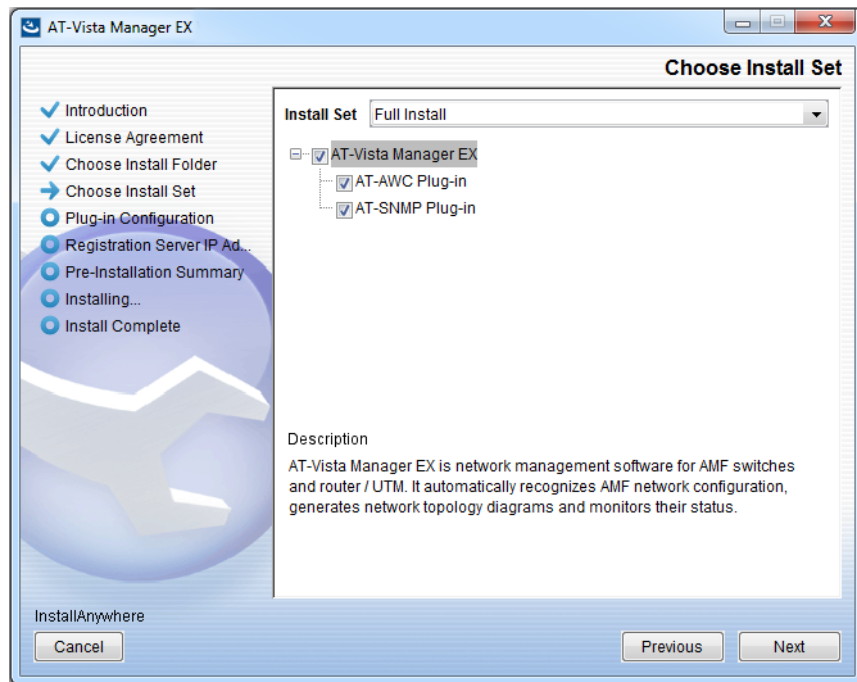 AT-Vista Manager EX
Choose Install Set
Introduction
License Agreement
Choose Install Folder
Choose Install Set
Plug-in Configuration
Registration Server IP Ad...
Pre-Installation Summary
Installing...
Install Complete
Install Set Full Install
AT-Vista Manager EX
AT-AWC Plug-in
AT-SNMP Plug-in
Description
AT-Vista Manager EX is network management software for AMF switches
and router / UTM. It automatically recognizes AMF network configuration,
generates network topology diagrams and monitors their status.
InstallAnywhere
Cancel
Previous
Next